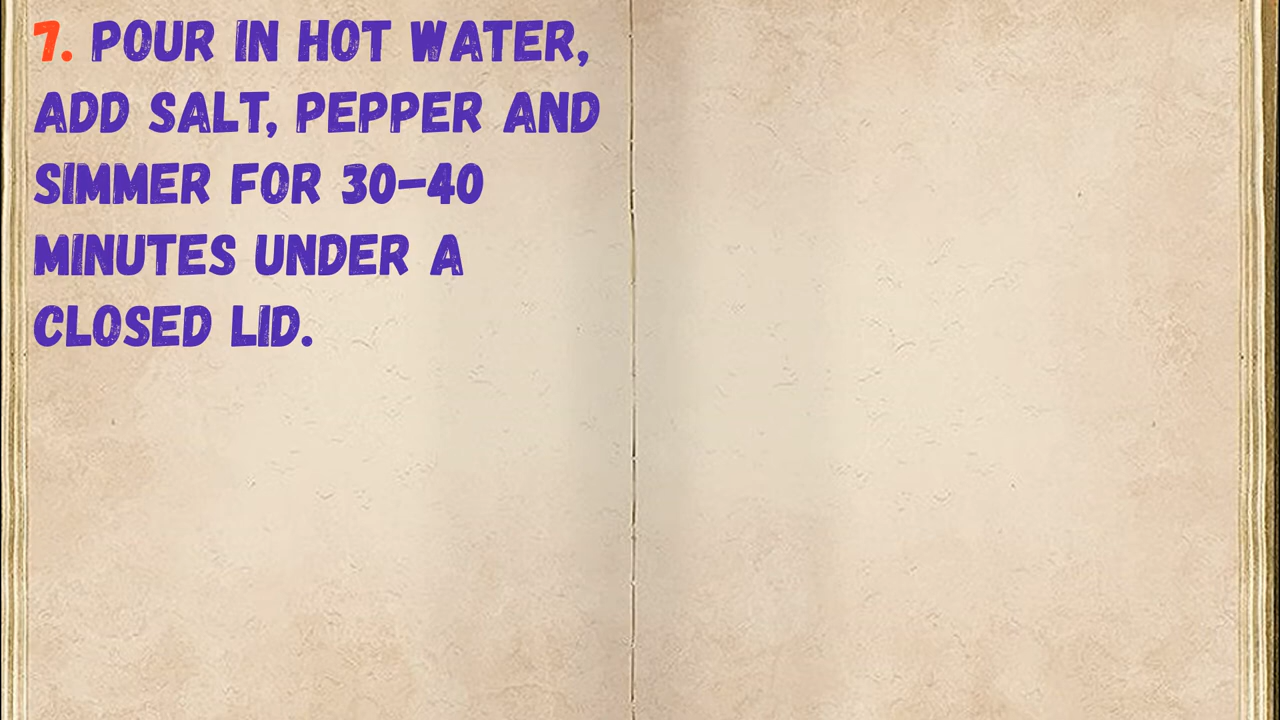 7. POUR IN HOT WATER,
ADD SALT, PEPPER AND
SIMMER FOR 30-40
MINUTES UNDER A
CLOSED LID.